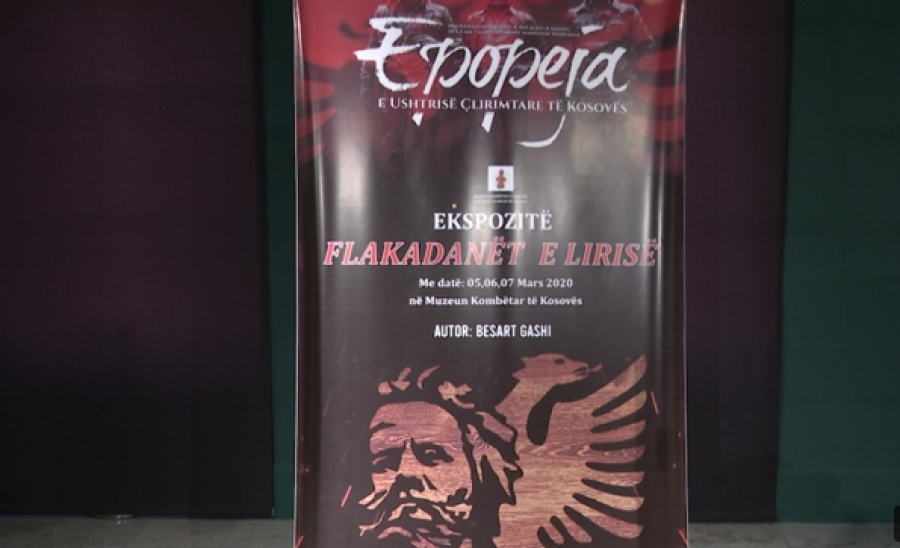 Epopeja
E USHTRISË ÇLIRIMTARE TË KOSOVËS
EKSPOZITË
FLAKADANËT E LIRISË
Me datë: 05,06,07 Mars 2020
në Muzeun Kombëtar të Kosovës
AUTOR: BESART GASHI